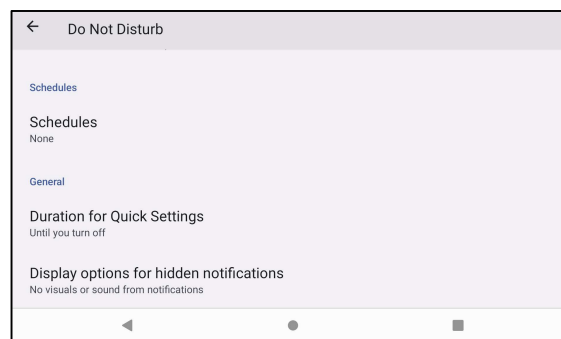 Do Not Disturb
Schedules
Schedules
None
General
Duration for Quick Settings
Until you turn off
Display options for hidden notifications
No visuals or sound from notifications